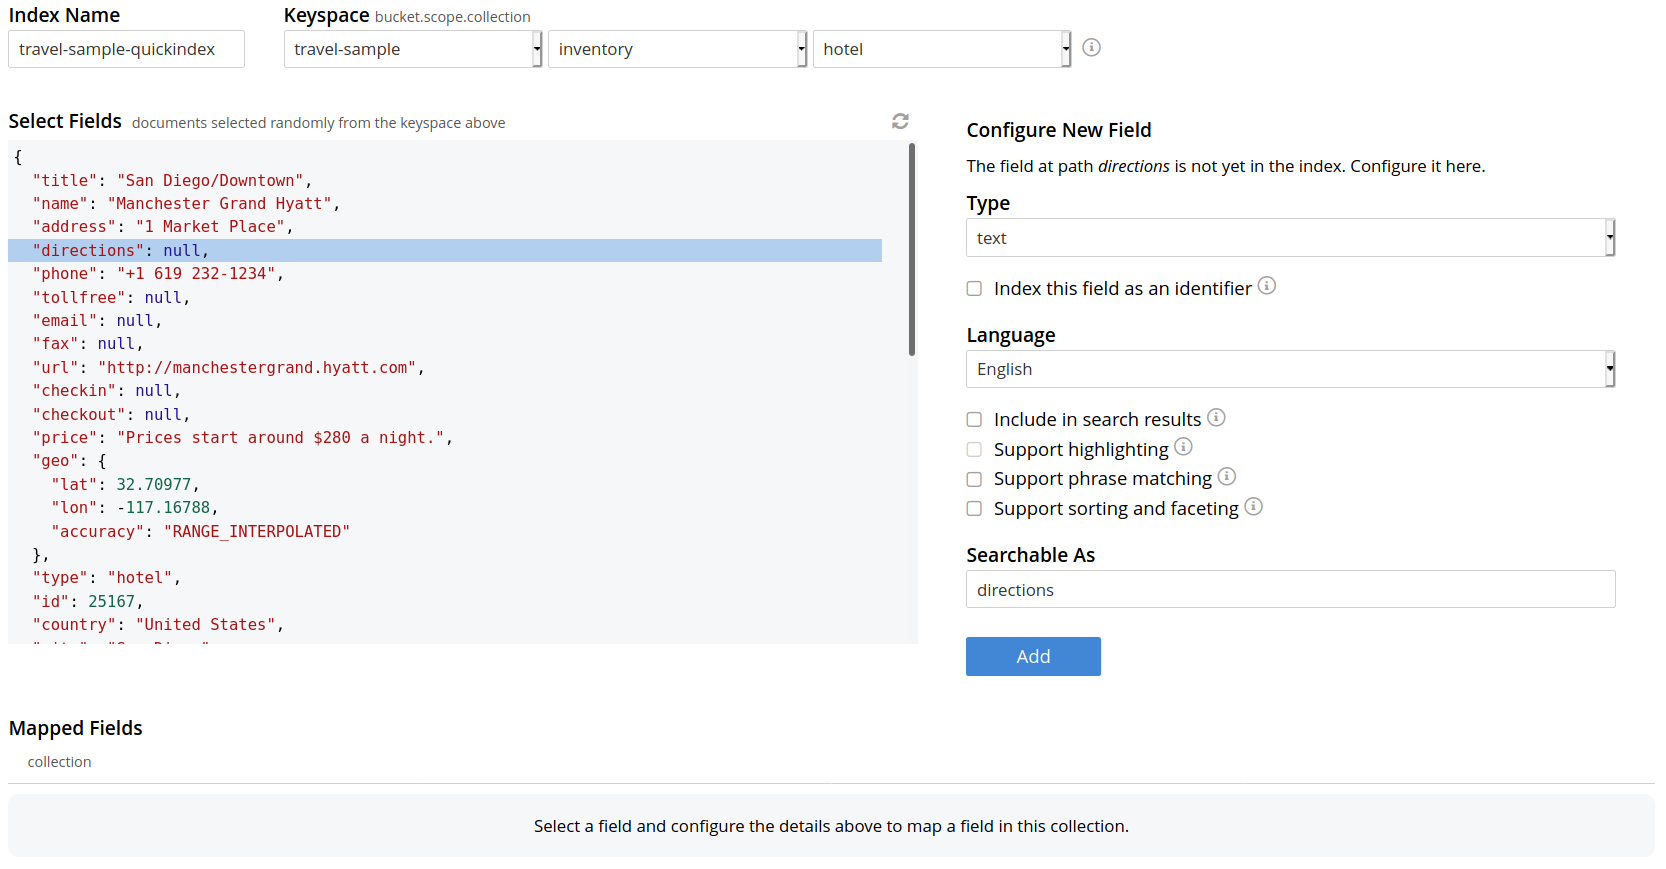 Index Name
travel-sample-quickindex
Keyspace bucket.scope.collection
travel-sample
inventory
hotel
Select Fields documents selected randomly from the keyspace above
{
"title": "San Diego/Downtown",
"name": "Manchester Grand Hyatt",
"address": "1 Market Place",
"directions": null,
"phone": "+1 619 232-1234",
"tollfree": null,
"email": null,
"fax": null,
"url": "http://manchestergrand.hyatt.com",
"checkin": null,
"checkout": null,
"price": "Prices start around $280 a night.",
"geo": {
"lat": 32.70977,
"lon": -117.16788,
"accuracy": "RANGE_INTERPOLATED"
},
"type": "hotel",
"id": 25167,
"country": "United States",
Configure New Field
The field at path directions is not yet in the index. Configure it here.
Type
text
Index this field as an identifier
Language
English
Include in search results
Support highlighting
Support phrase matching
Support sorting and faceting
Searchable As
directions
Add
Mapped Fields
collection
Select a field and configure the details above to map a field in this collection.